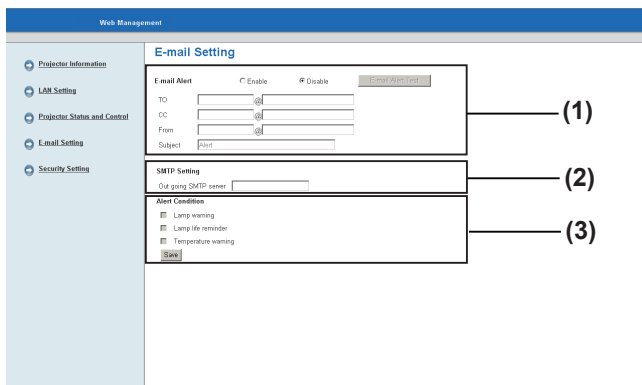 Web Management
E-mail Setting
Projector Information
LAN Setting
Projector Status and Control
E-mail Setting
Security Setting
E-mail Alert Enable Disable E-mail Alert Test
TO @
CC @
From @
Subject Alert
(1)
SMTP Setting
Out going SMTP server
(2)
Alert Condition
Lamp warning
Lamp life reminder
Temperature warning
Save
(3)